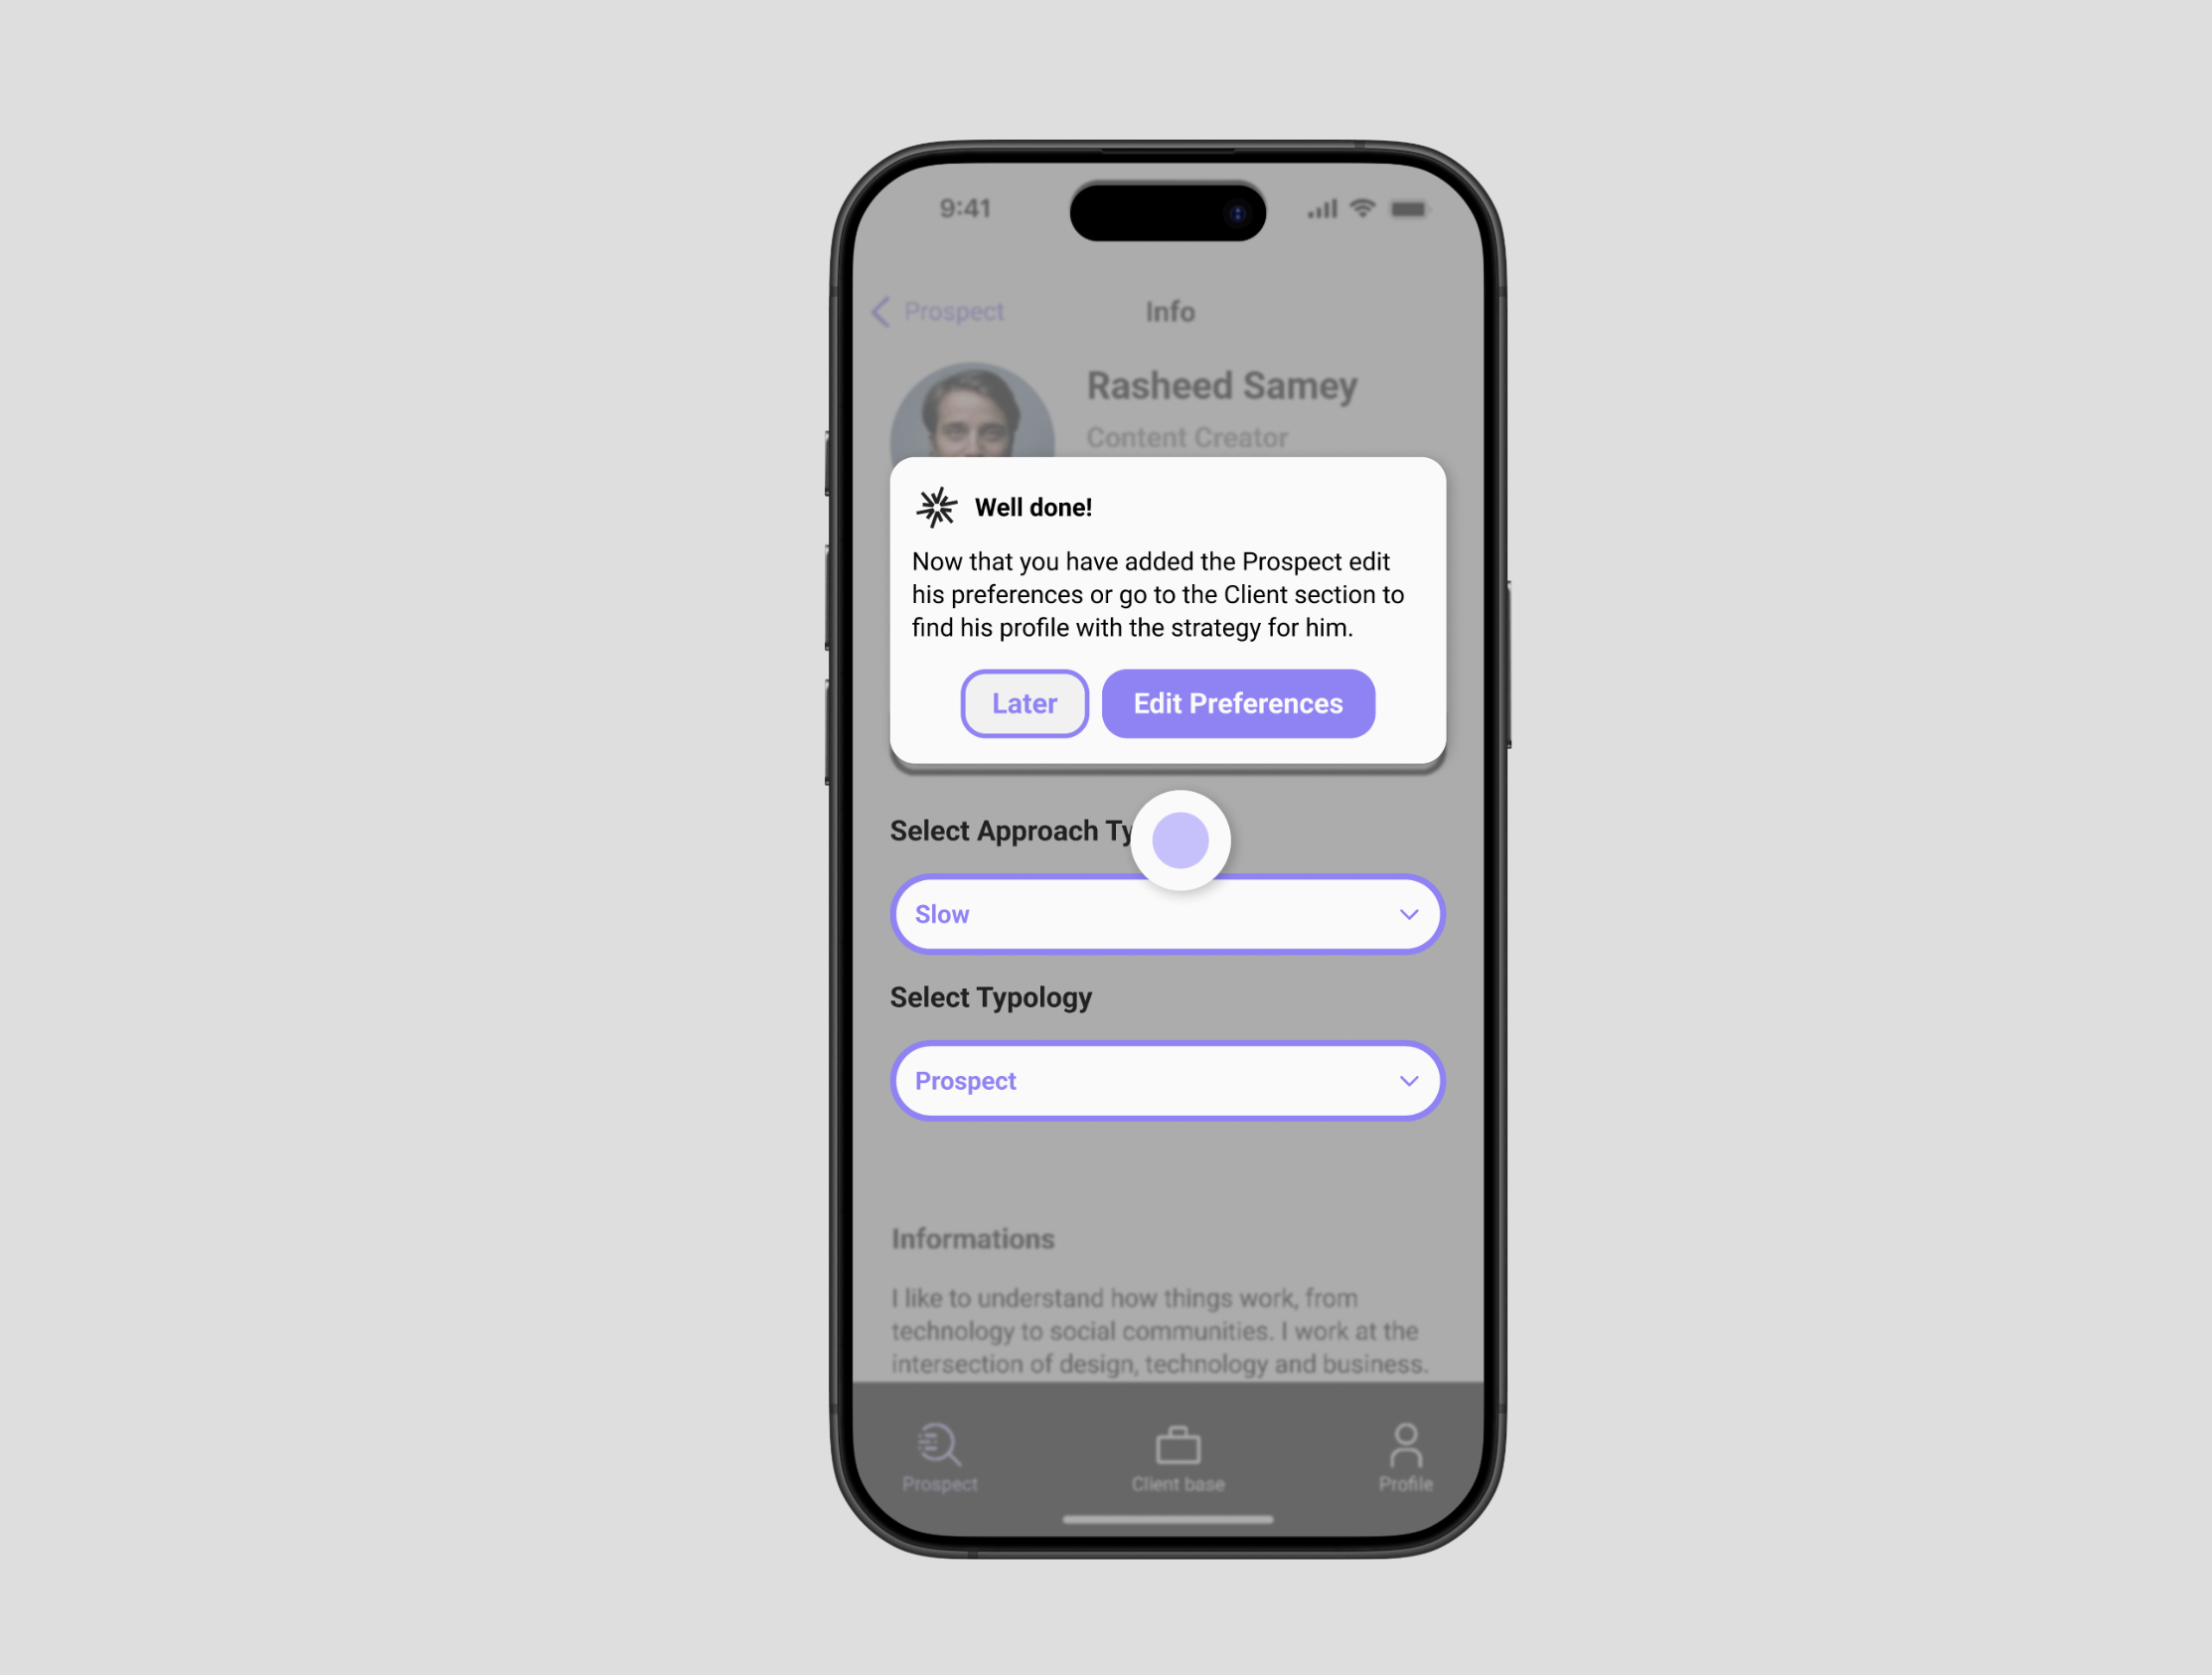 9:41
Prospect
Info
Rasheed Samey
Content Creator
Well done!
Now that you have added the Prospect edit
his preferences or go to the Client section to
find his profile with the strategy for him.
Later
Edit Preferences
Select Approach Ty
Slow
Select Typology
Prospect
Informations
I like to understand how things work, from
technology to social communities. I work at the
intersection of design, technology and business.
Prospect
Client base
Profile